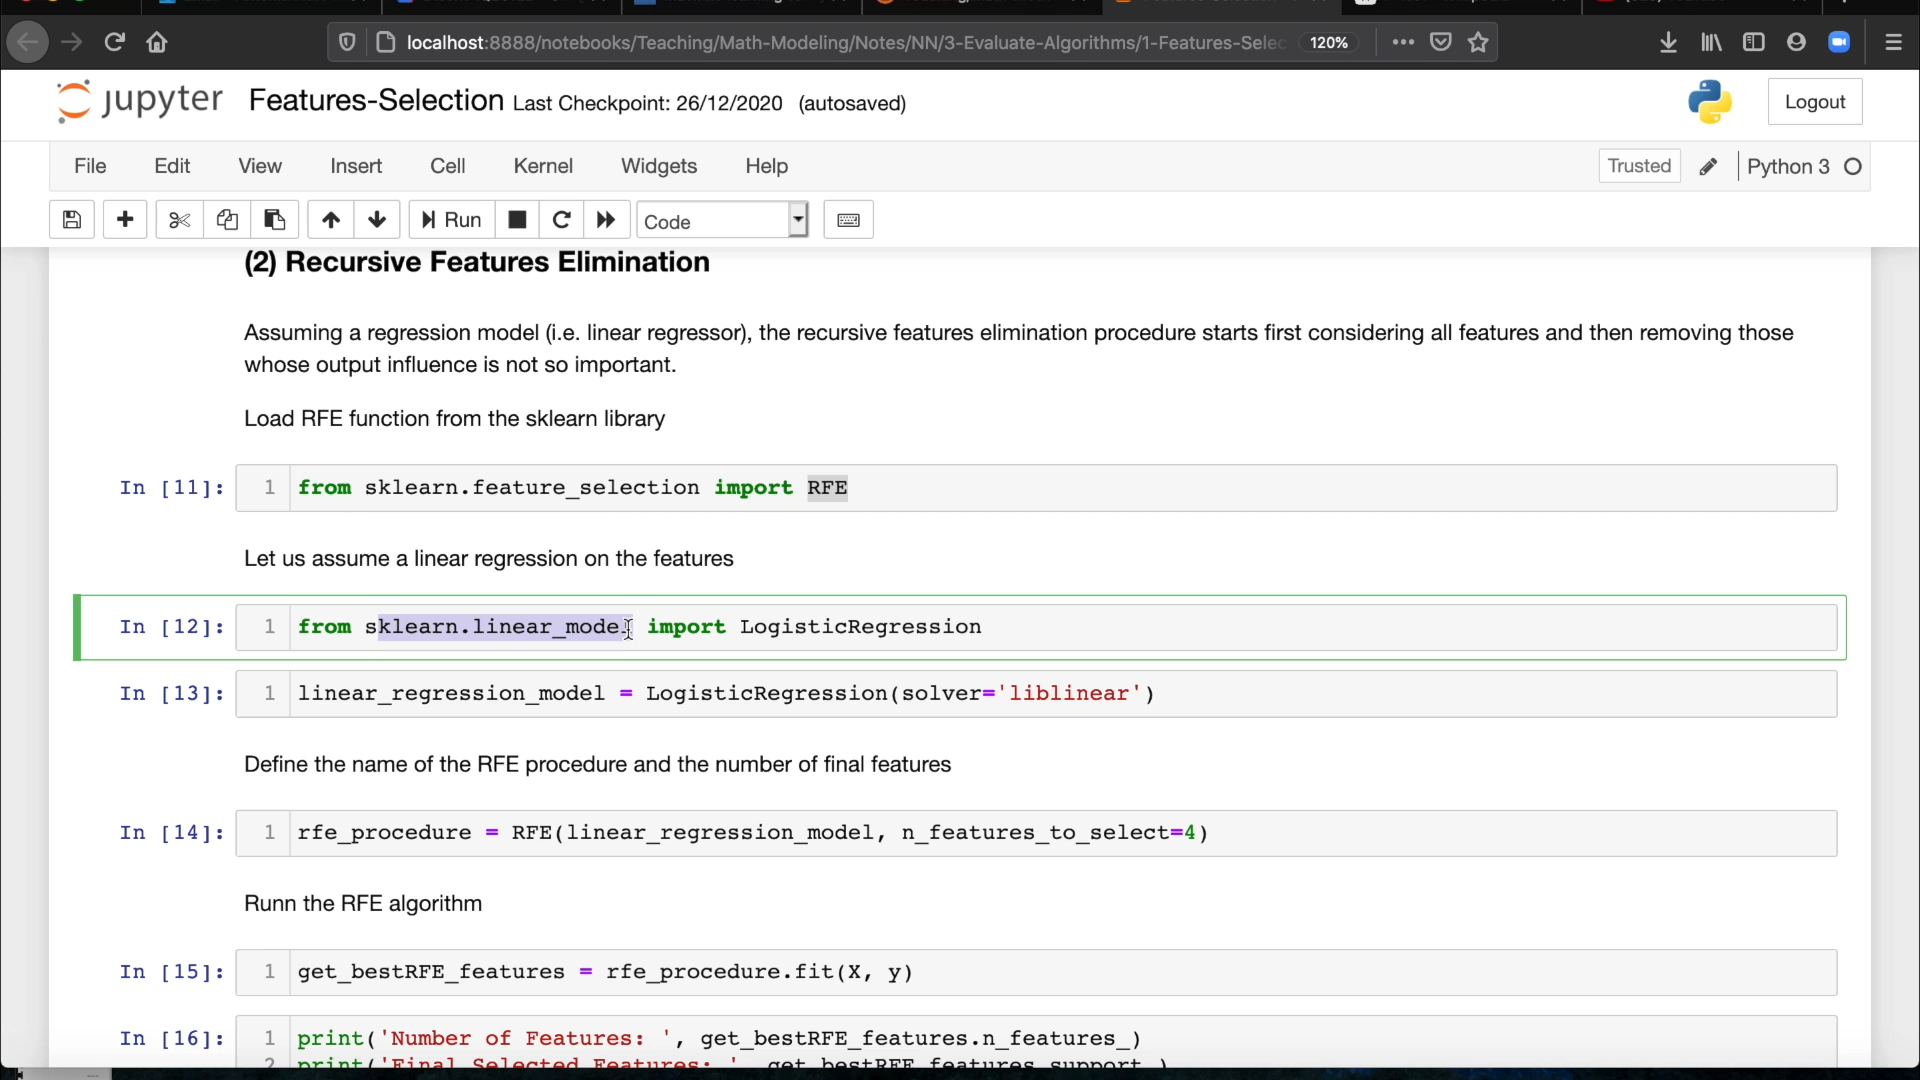 localhost:8888/notebooks/Teaching/Math-Modeling/Notes/NN/3-Evaluate-Algorithms/1-Features-Selec 120%
jupyter Features-Selection Last Checkpoint: 26/12/2020 (autosaved) Logout
File Edit View Insert Cell Kernel Widgets Help Trusted Python 3
Run Code
(2) Recursive Features Elimination
Assuming a regression model (i.e. linear regressor), the recursive features elimination procedure starts first considering all features and then removing those
whose output influence is not so important.
Load RFE function from the sklearn library
In [11]: 1 from sklearn.feature_selection import RFE
Let us assume a linear regression on the features
In [12]: 1 from sklearn.linear_model import LogisticRegression
In [13]: 1 linear_regression_model = LogisticRegression(solver='liblinear')
Define the name of the RFE procedure and the number of final features
In [14]: 1 rfe_procedure = RFE(linear_regression_model, n_features_to_select=4)
Runn the RFE algorithm
In [15]: 1 get_bestRFE_features = rfe_procedure.fit(X, y)
In [16]: 1 print('Number of Features: ', get_bestRFE_features.n_features_)
2 print('Final Selected Features: ', get_bestRFE_features.support_)